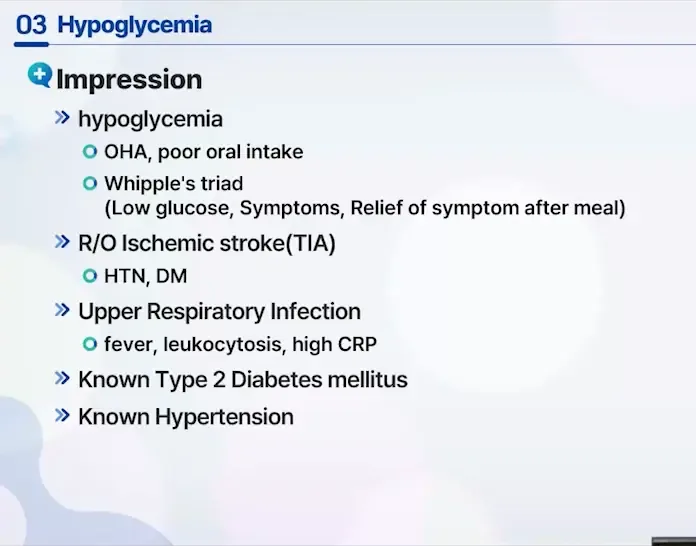 03 Hypoglycemia
Impression
hypoglycemia
OHA, poor oral intake
Whipple's triad
(Low glucose, Symptoms, Relief of symptom after meal)
R/O Ischemic stroke(TIA)
HTN, DM
Upper Respiratory Infection
fever, leukocytosis, high CRP
Known Type 2 Diabetes mellitus
Known Hypertension